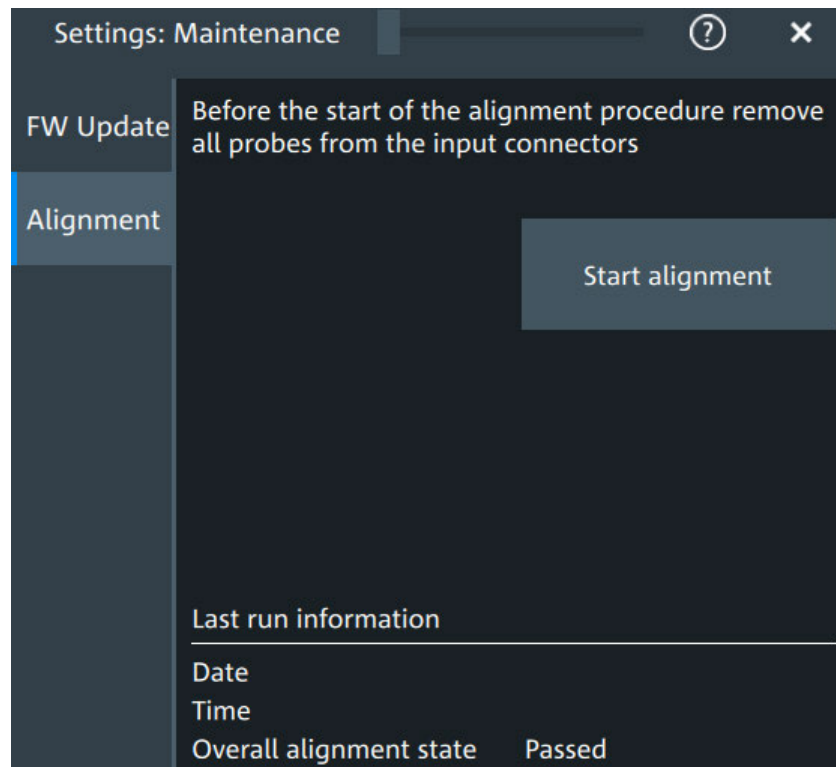 Settings: Maintenance
?
FW Update
Alignment
Before the start of the alignment procedure remove
all probes from the input connectors
Start alignment
Last run information
Date
Time
Overall alignment state Passed